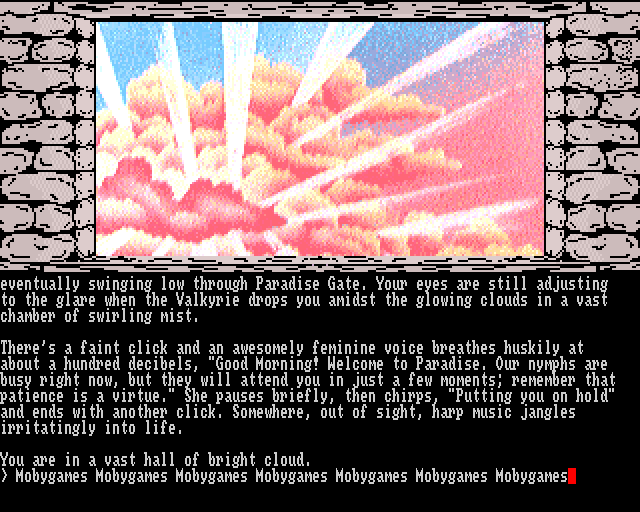 eventually swinging low through Paradise Gate. Your eyes are still adjusting
to the glare when the Valkyrie drops you amidst the glowing clouds in a vast
chamber of swirling mist.
There's a faint click and an awesomely feminine voice breathes huskily at
about a hundred decibels, "Good Morning! Welcome to Paradise. Our nymphs are
busy right now, but they will attend you in just a few moments; remember that
patience is a virtue." She pauses briefly, then chirps, "Putting you on hold"
and ends with another click. Somewhere, out of sight, harp music jangles
irritatingly into life.
You are in a vast hall of bright cloud.
> Mobygames Mobygames Mobygames Mobygames Mobygames Mobygames Mobygames